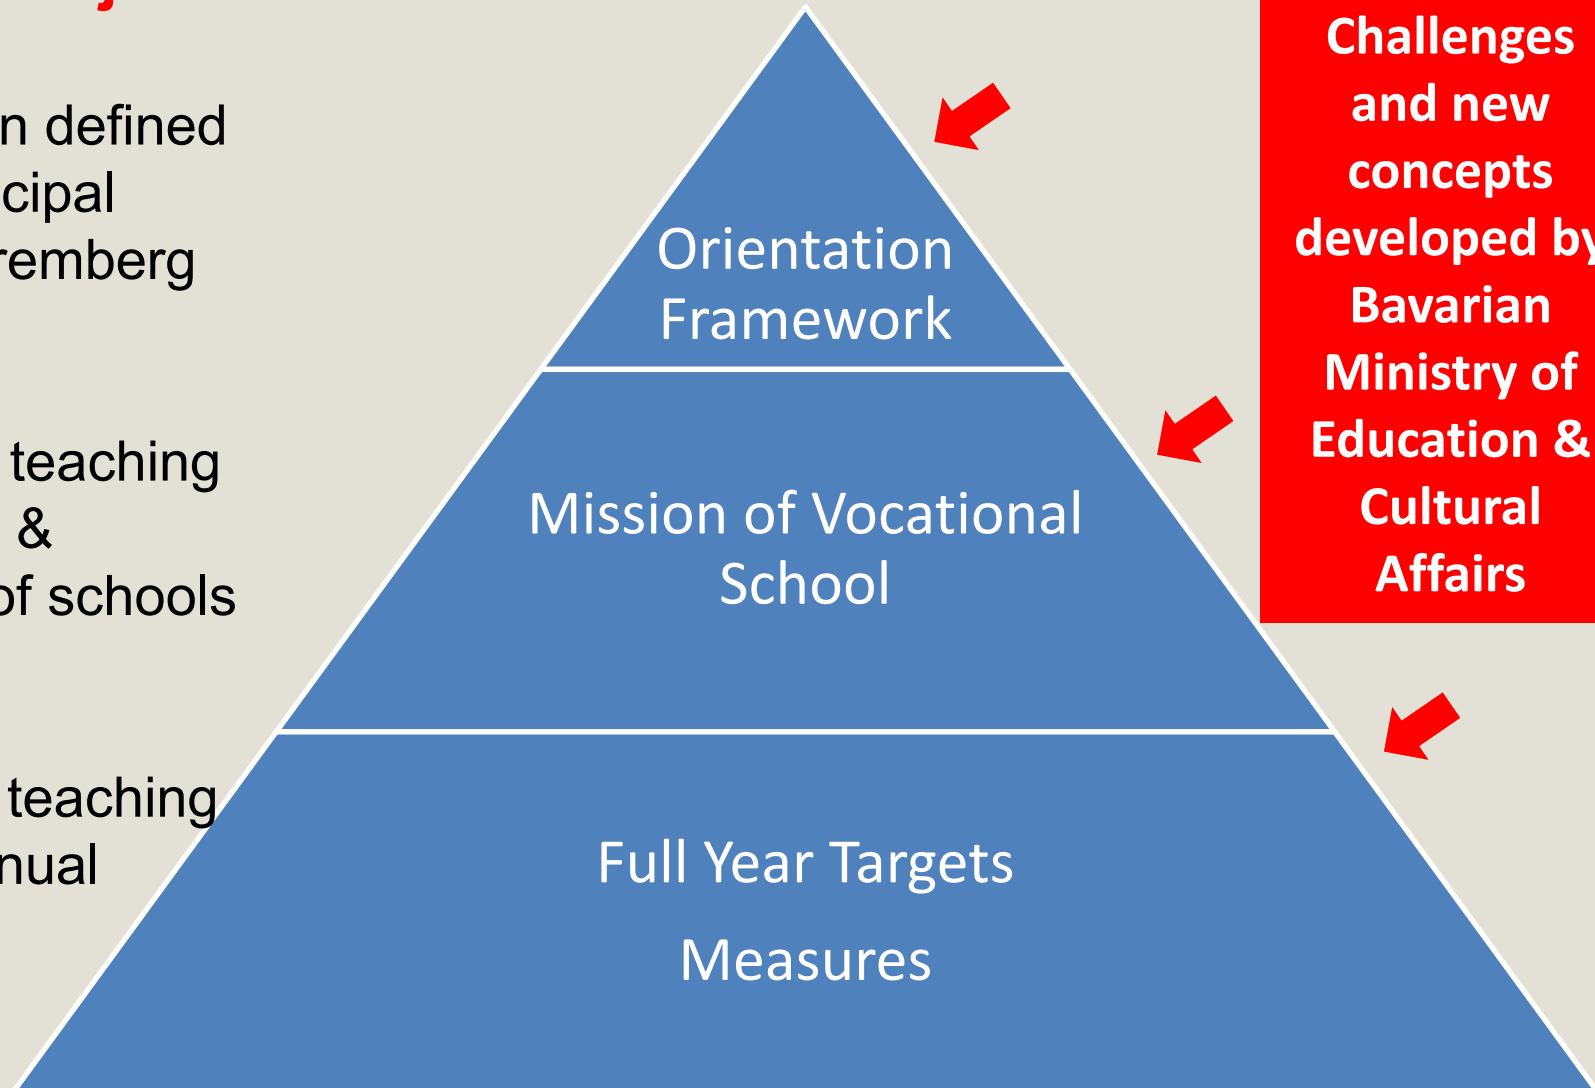 n defined
cipal
remberg
teaching
&
of schools
teaching
nual
Orientation
Framework
Mission of Vocational
School
Full Year Targets
Measures
Challenges
and new
concepts
developed by
Bavarian
Ministry of
Education &
Cultural
Affairs